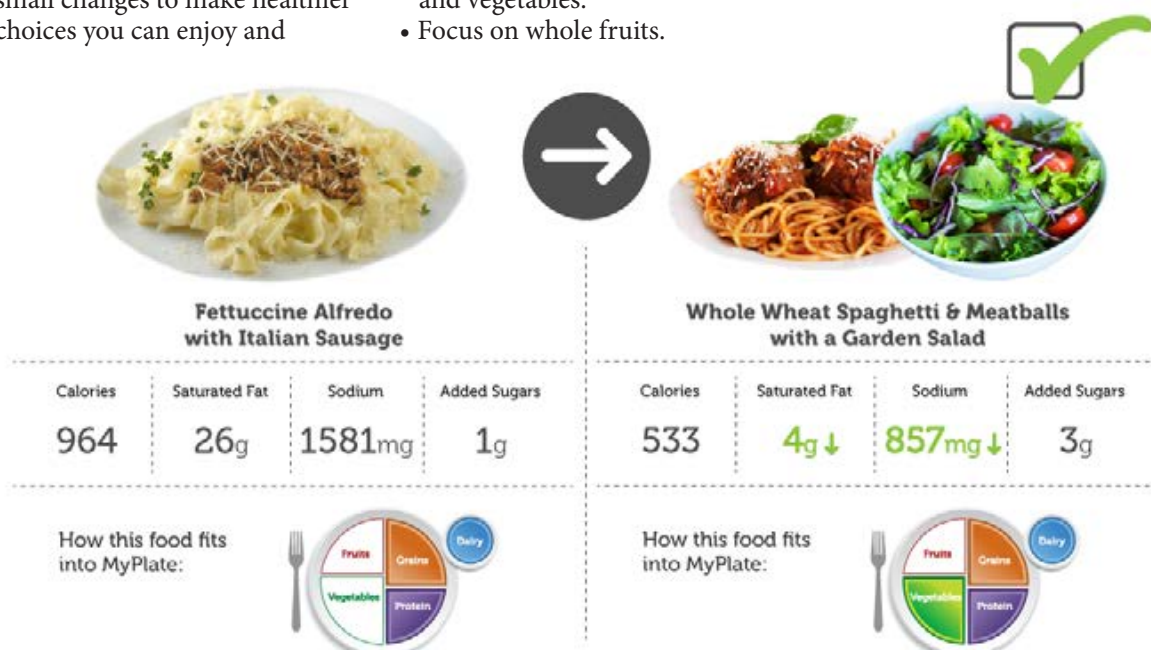 small changes to make healthier
choices you can enjoy and
and vegetables.
• Focus on whole fruits.
Fettuccine Alfredo
with Italian Sausage
Calories
Saturated Fat
Sodium
Added Sugars
964
26g
1581mg
1g
How this food fits
into MyPlate:
Fruits
Grains
Dairy
Vegetables
Protein
Whole Wheat Spaghetti & Meatballs
with a Garden Salad
Calories
Saturated Fat
Sodium
Added Sugars
533
4g ↓
857mg ↓
3g
How this food fits
into MyPlate:
Fruits
Grains
Dairy
Vegetables
Protein